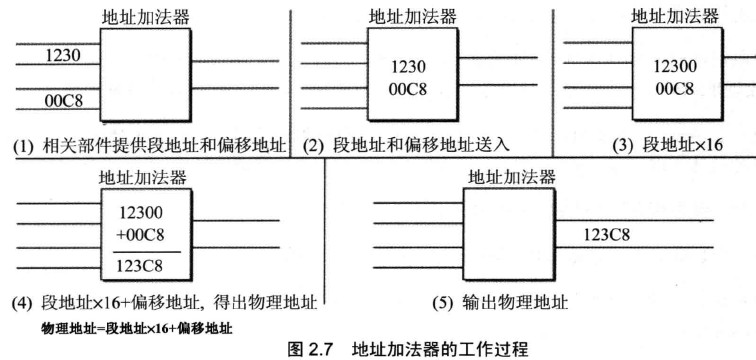 地址加法器
1230
00C8
(1) 相关部件提供段地址和偏移地址
地址加法器
1230
00C8
(2) 段地址和偏移地址送入
地址加法器
12300
00C8
(3) 段地址×16
地址加法器
12300
+00C8
123C8
(4) 段地址×16+偏移地址, 得出物理地址
物理地址=段地址×16+偏移地址
地址加法器
123C8
(5) 输出物理地址
图 2.7 地址加法器的工作过程